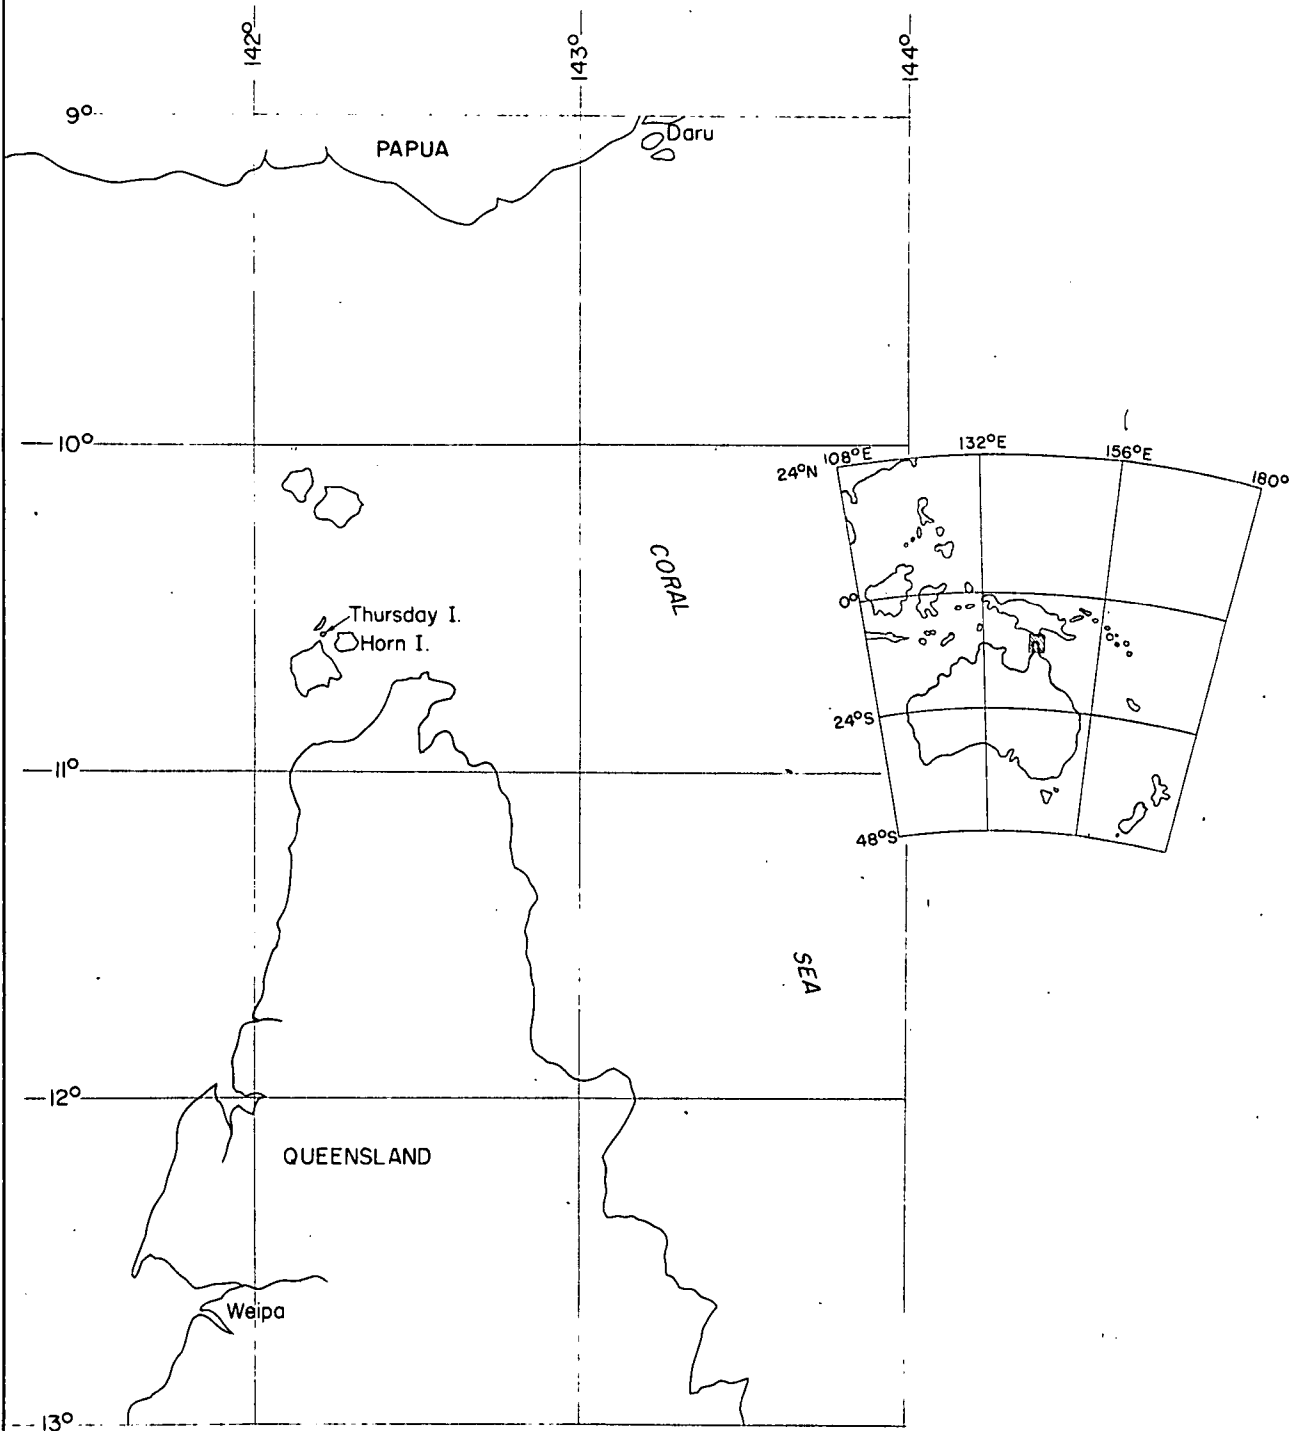 142°
143°
144°
9°
PAPUA
Daru
10°
Thursday I.
Horn I.
CORAL
11°
SEA
12°
QUEENSLAND
Weipa
13°
24°N
108°E
132°E
156°E
180°
0°
24°S
48°S